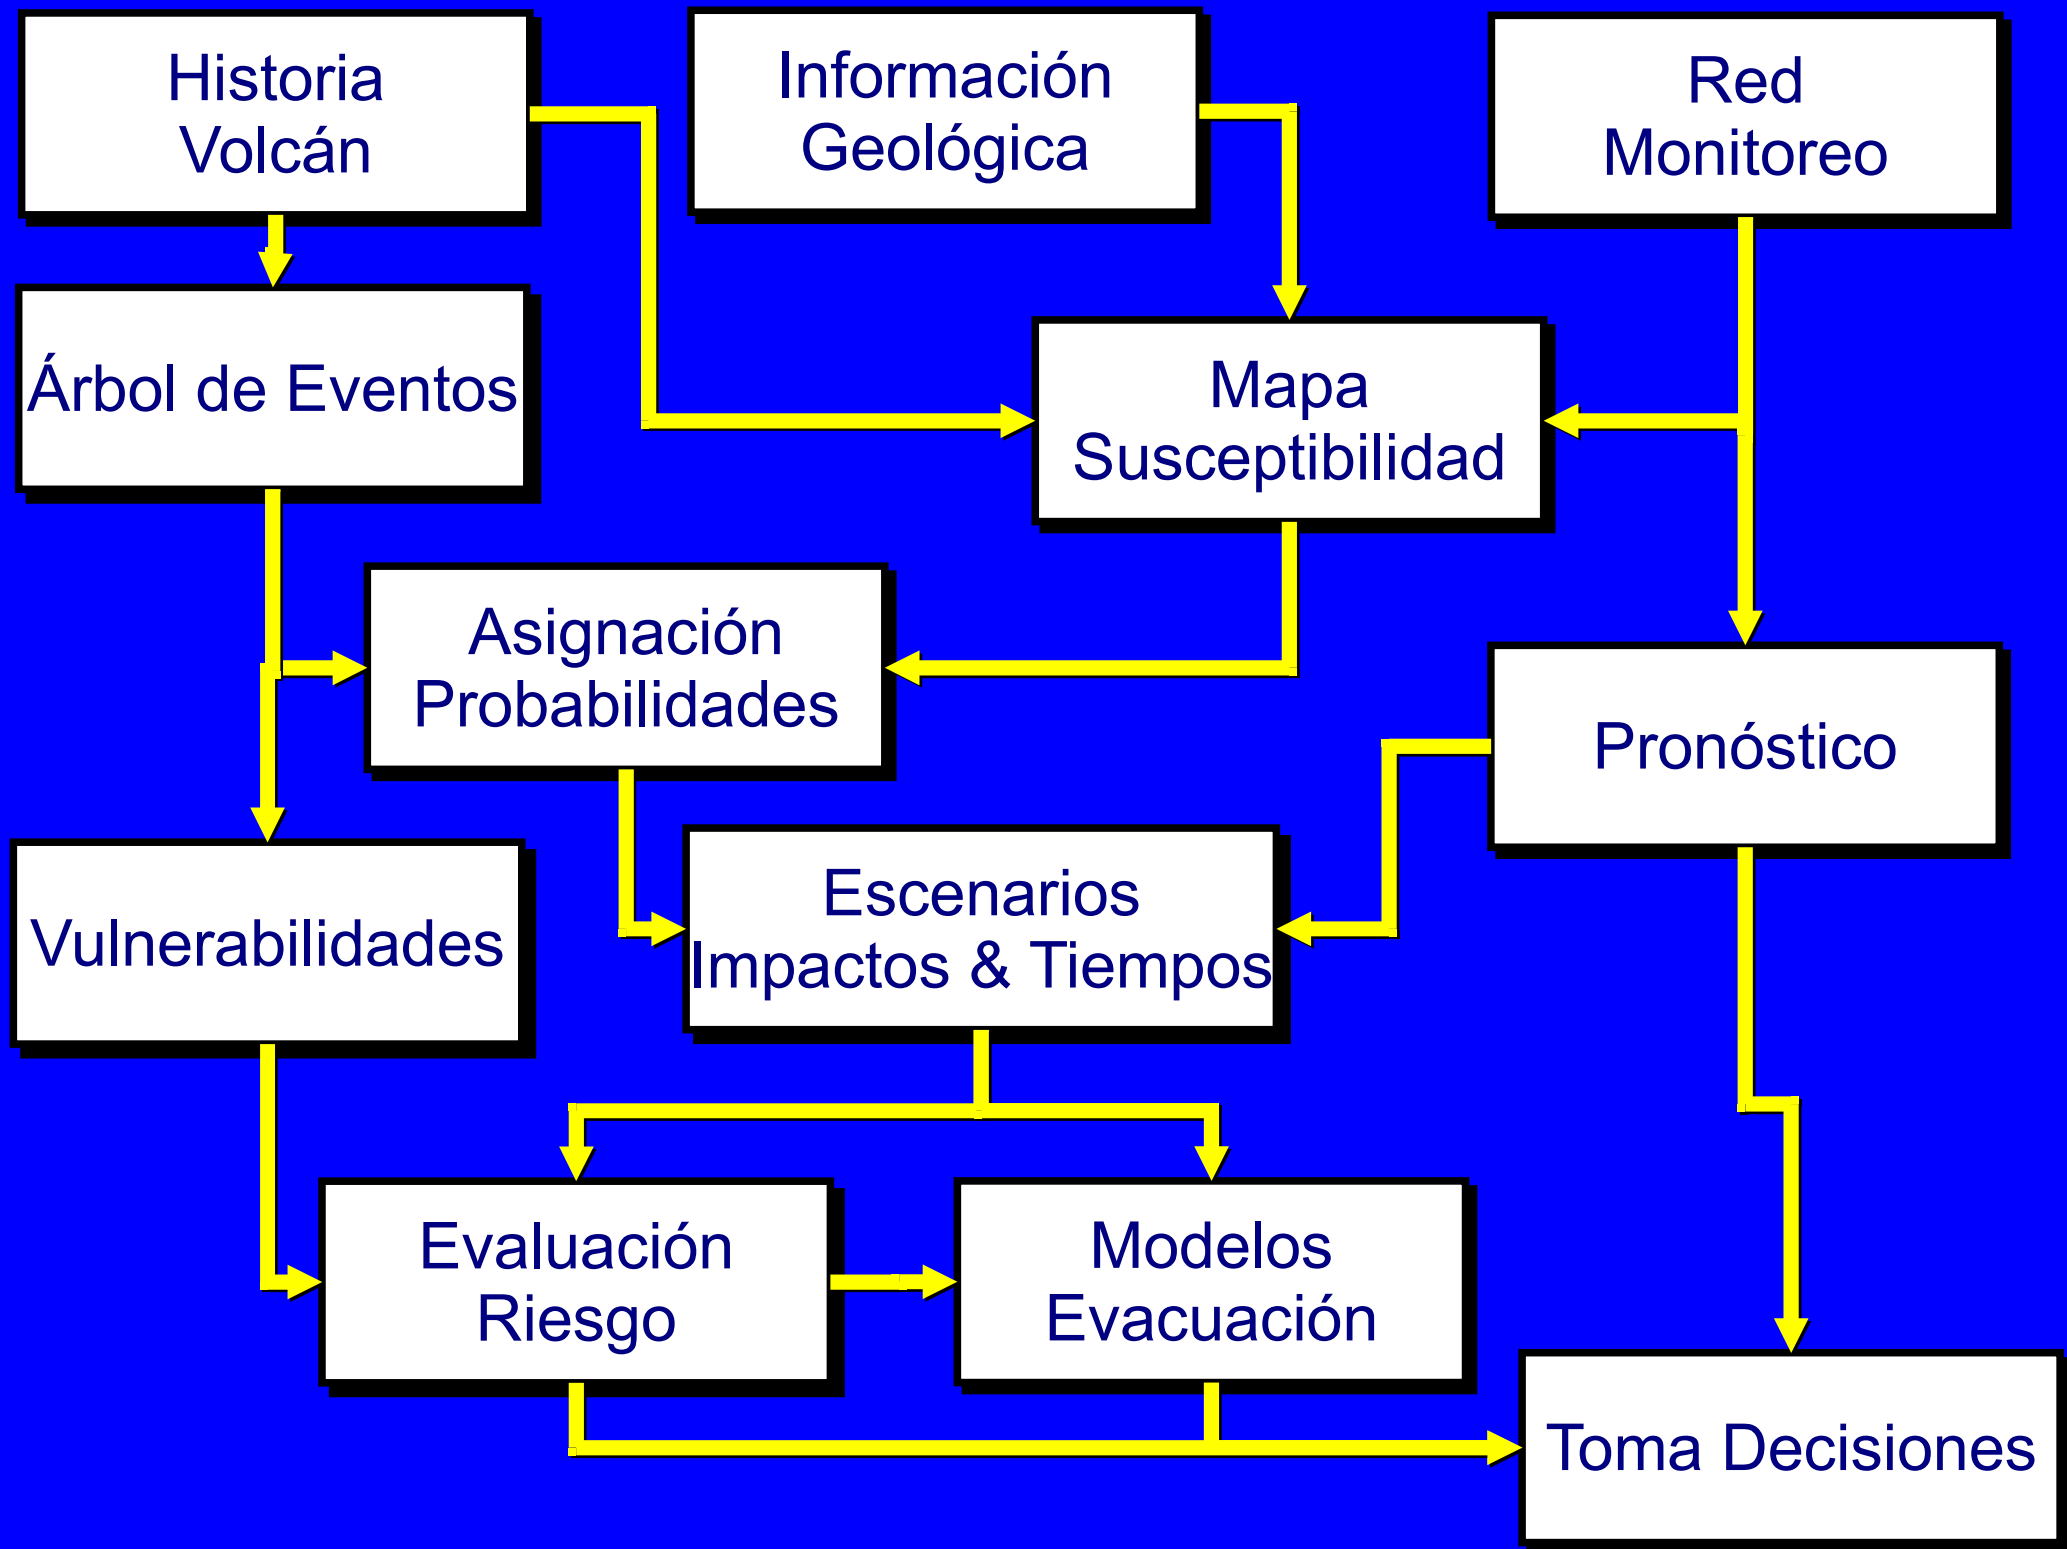 Historia
Volcán
Información
Geológica
Red
Monitoreo
Árbol de Eventos
Mapa
Susceptibilidad
Asignación
Probabilidades
Pronóstico
Vulnerabilidades
Escenarios
Impactos & Tiempos
Evaluación
Riesgo
Modelos
Evacuación
Toma Decisiones